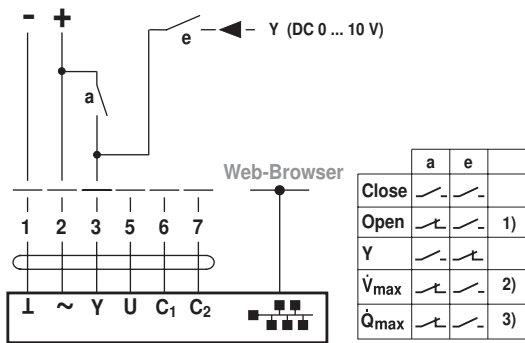 - +
e
Y (DC 0 ... 10 V)
a
Web-Browser
1 2 3 5 6 7
⊥ ~ Y U C1 C2
a e
Close
Open 1)
Y
V̇max 2)
Q̇max 3)